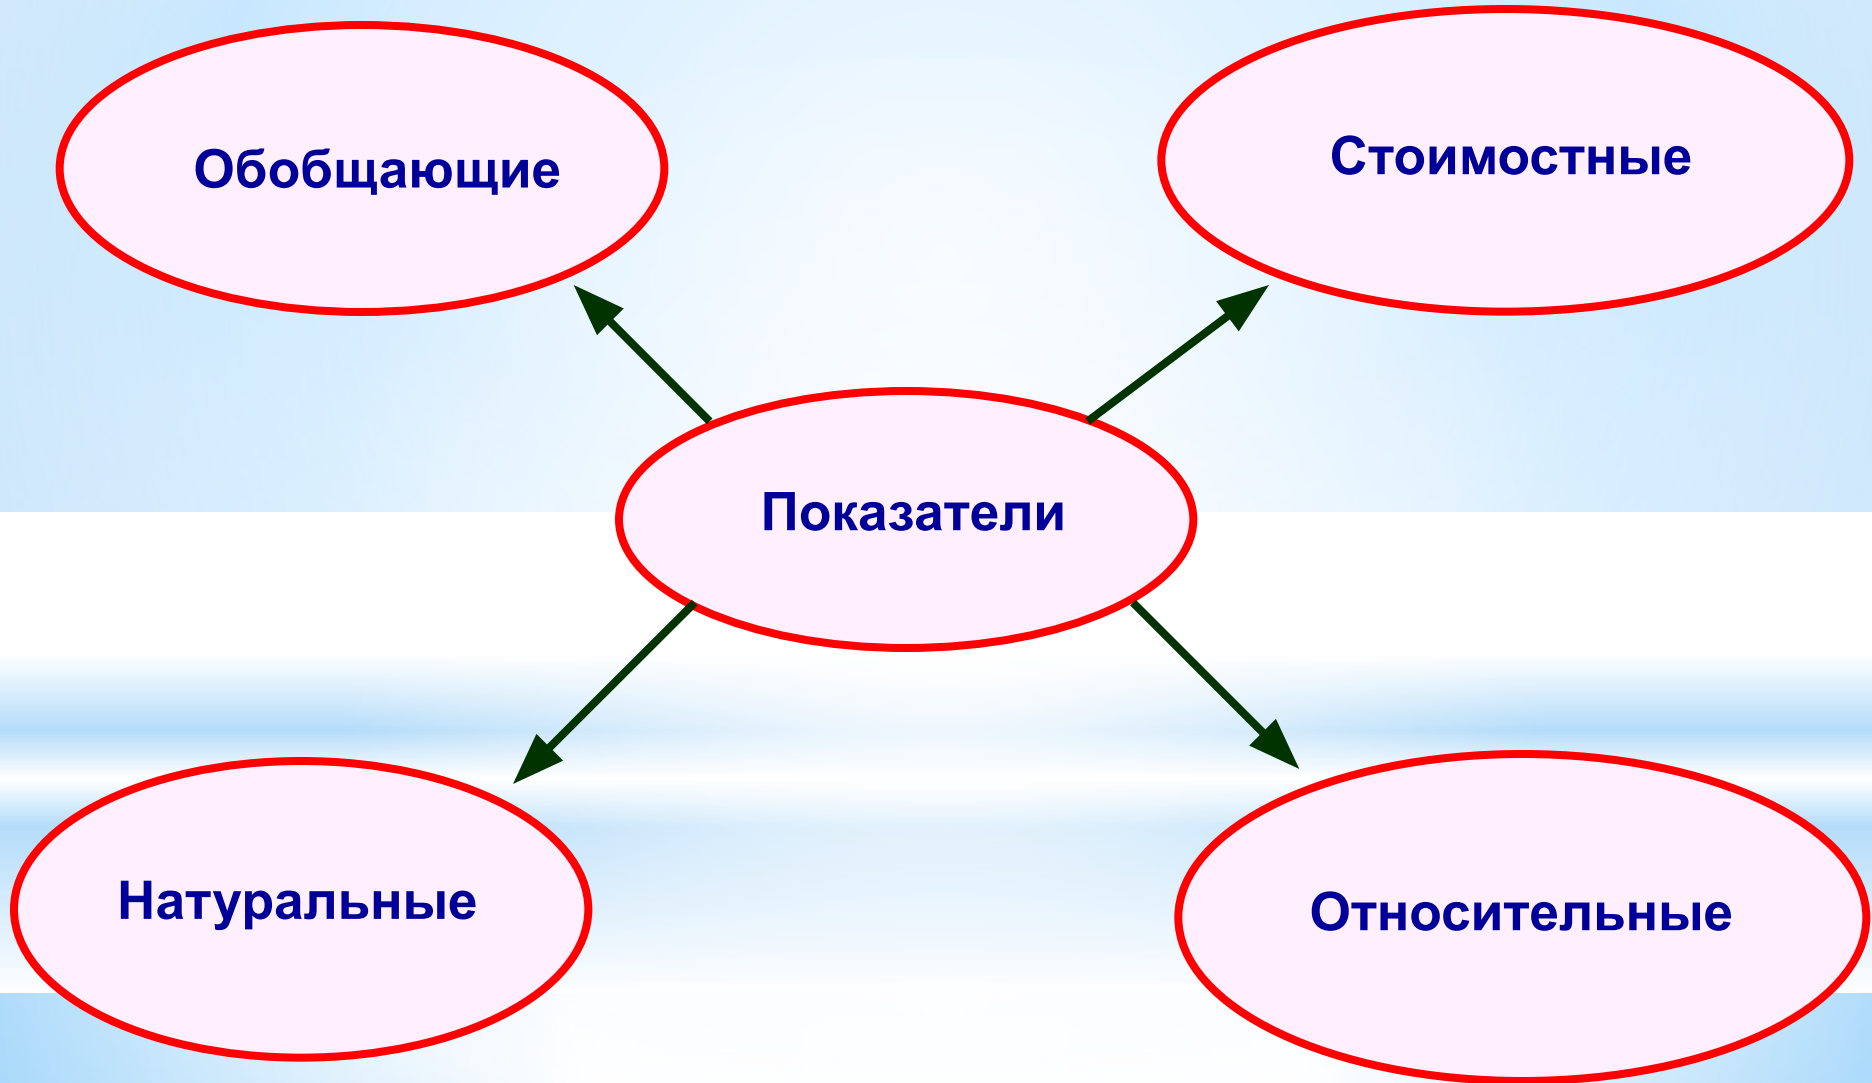 Обобщающие
Стоимостные
Показатели
Натуральные
Относительные